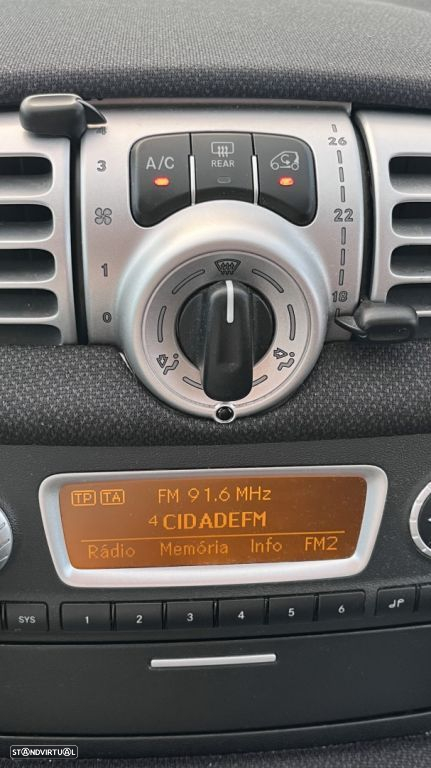 4
3
1
0
A/C
REAR
26
22
18
TP TA FM 91.6 MHz
4 CIDADEFM
Rádio Memória Info FM2
SYS 1 2 3 4 5 6
STANDVIRTUAL